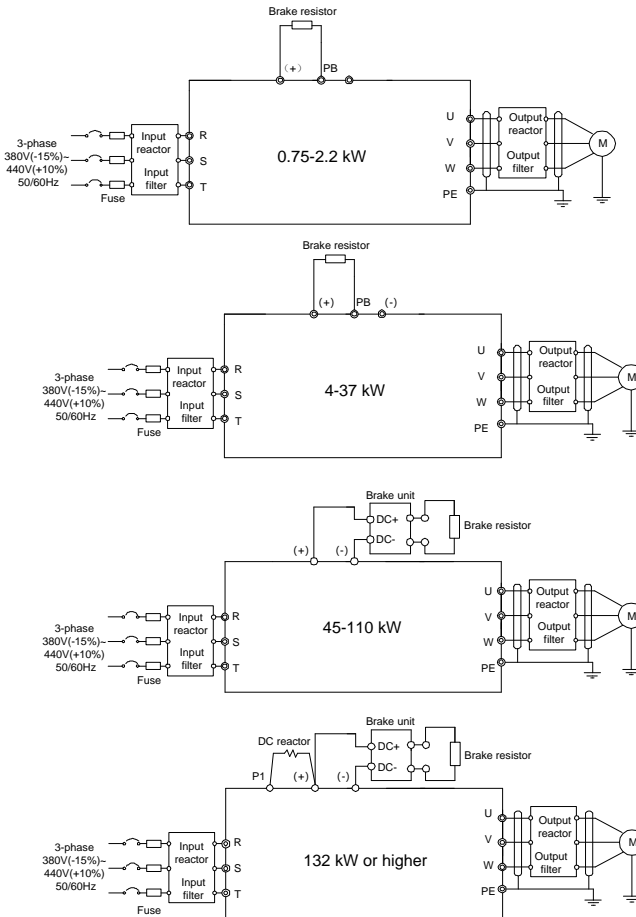 Brake resistor
(+)
PB
3-phase
380V(-15%)~
440V(+10%)
50/60Hz
Fuse
Input
reactor
Input
filter
R
S
T
0.75-2.2 kW
U
V
W
PE
Output
reactor
Output
filter
M
Brake resistor
(+)
PB
(-)
3-phase
380V(-15%)~
440V(+10%)
50/60Hz
Fuse
Input
reactor
Input
filter
R
S
T
4-37 kW
U
V
W
PE
Output
reactor
Output
filter
M
Brake unit
DC+
DC-
Brake resistor
(+)
(-)
3-phase
380V(-15%)~
440V(+10%)
50/60Hz
Fuse
Input
reactor
Input
filter
R
S
T
45-110 kW
U
V
W
PE
Output
reactor
Output
filter
M
Brake unit
DC reactor
DC+
DC-
Brake resistor
P1
(+)
(-)
3-phase
380V(-15%)~
440V(+10%)
50/60Hz
Fuse
Input
reactor
Input
filter
R
S
T
132 kW or higher
U
V
W
PE
Output
reactor
Output
filter
M